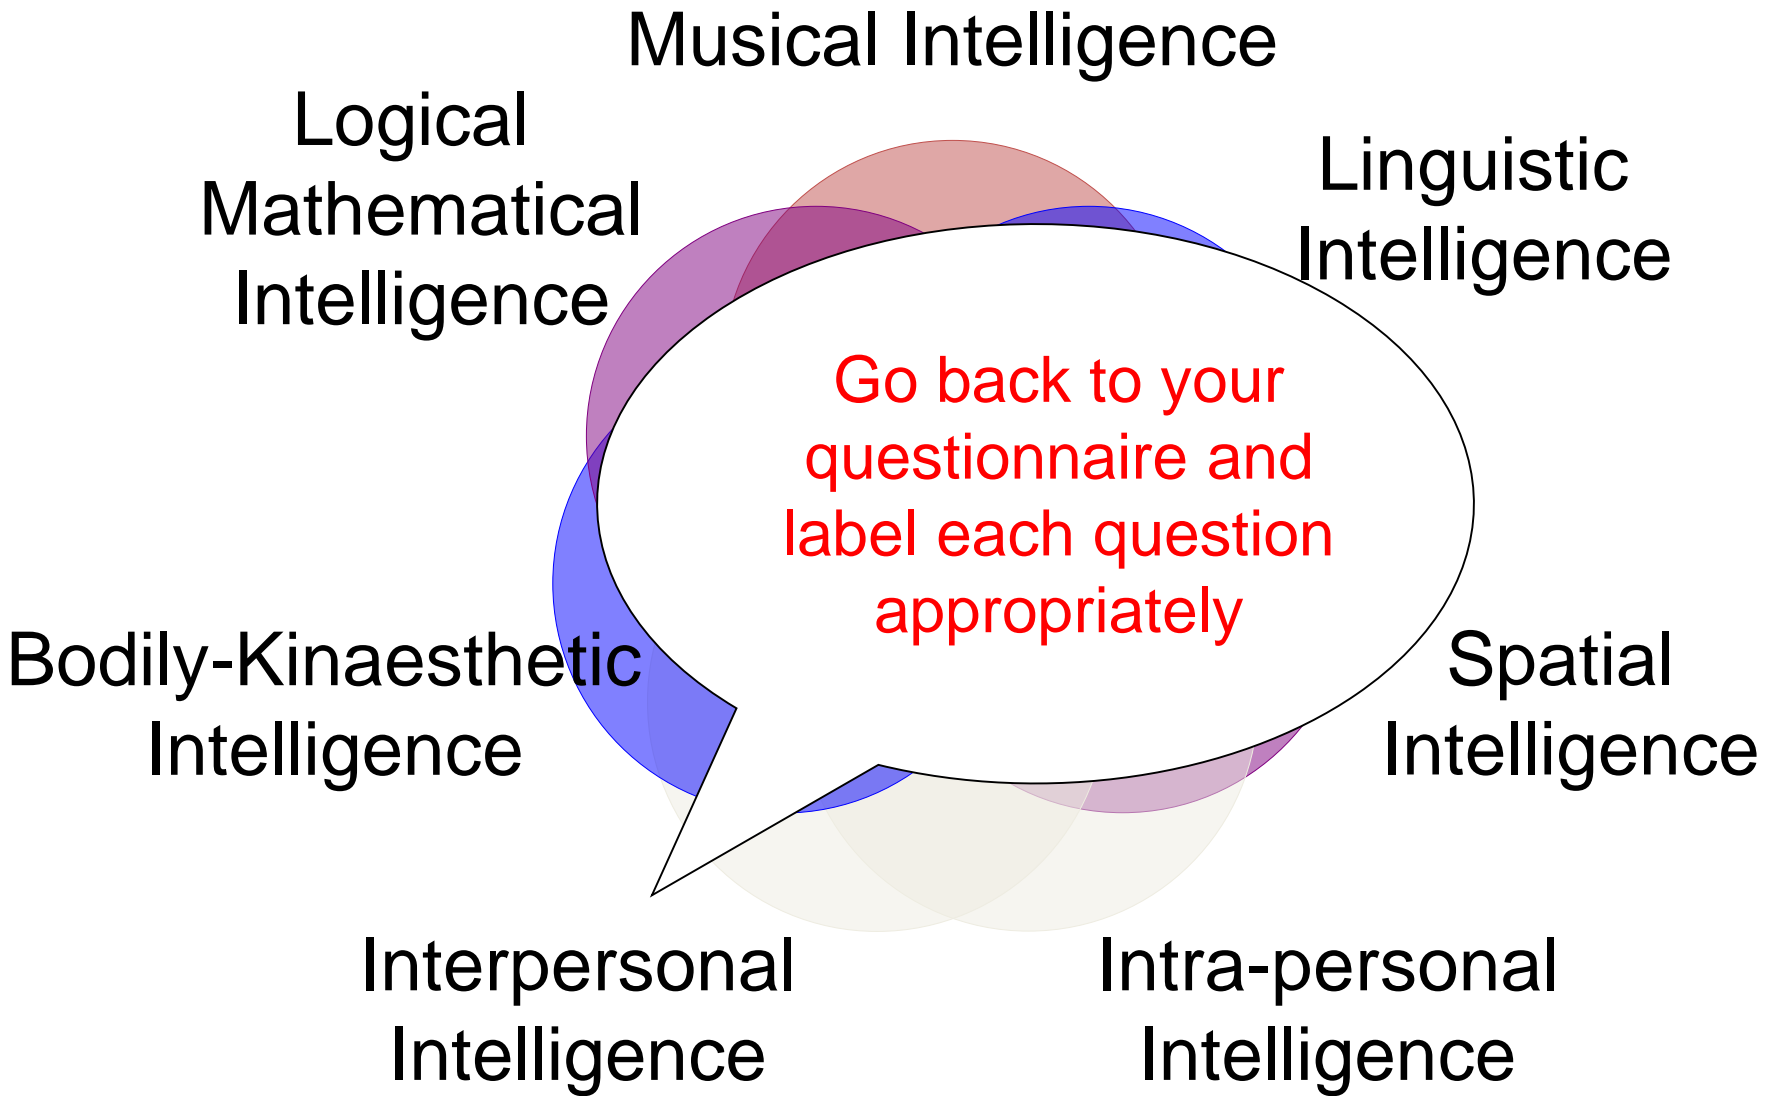 Musical Intelligence
Logical
Mathematical
Intelligence
Linguistic
Intelligence
Go back to your
questionnaire and
label each question
appropriately
Bodily-Kinaesthetic
Intelligence
Spatial
Intelligence
Interpersonal
Intelligence
Intra-personal
Intelligence